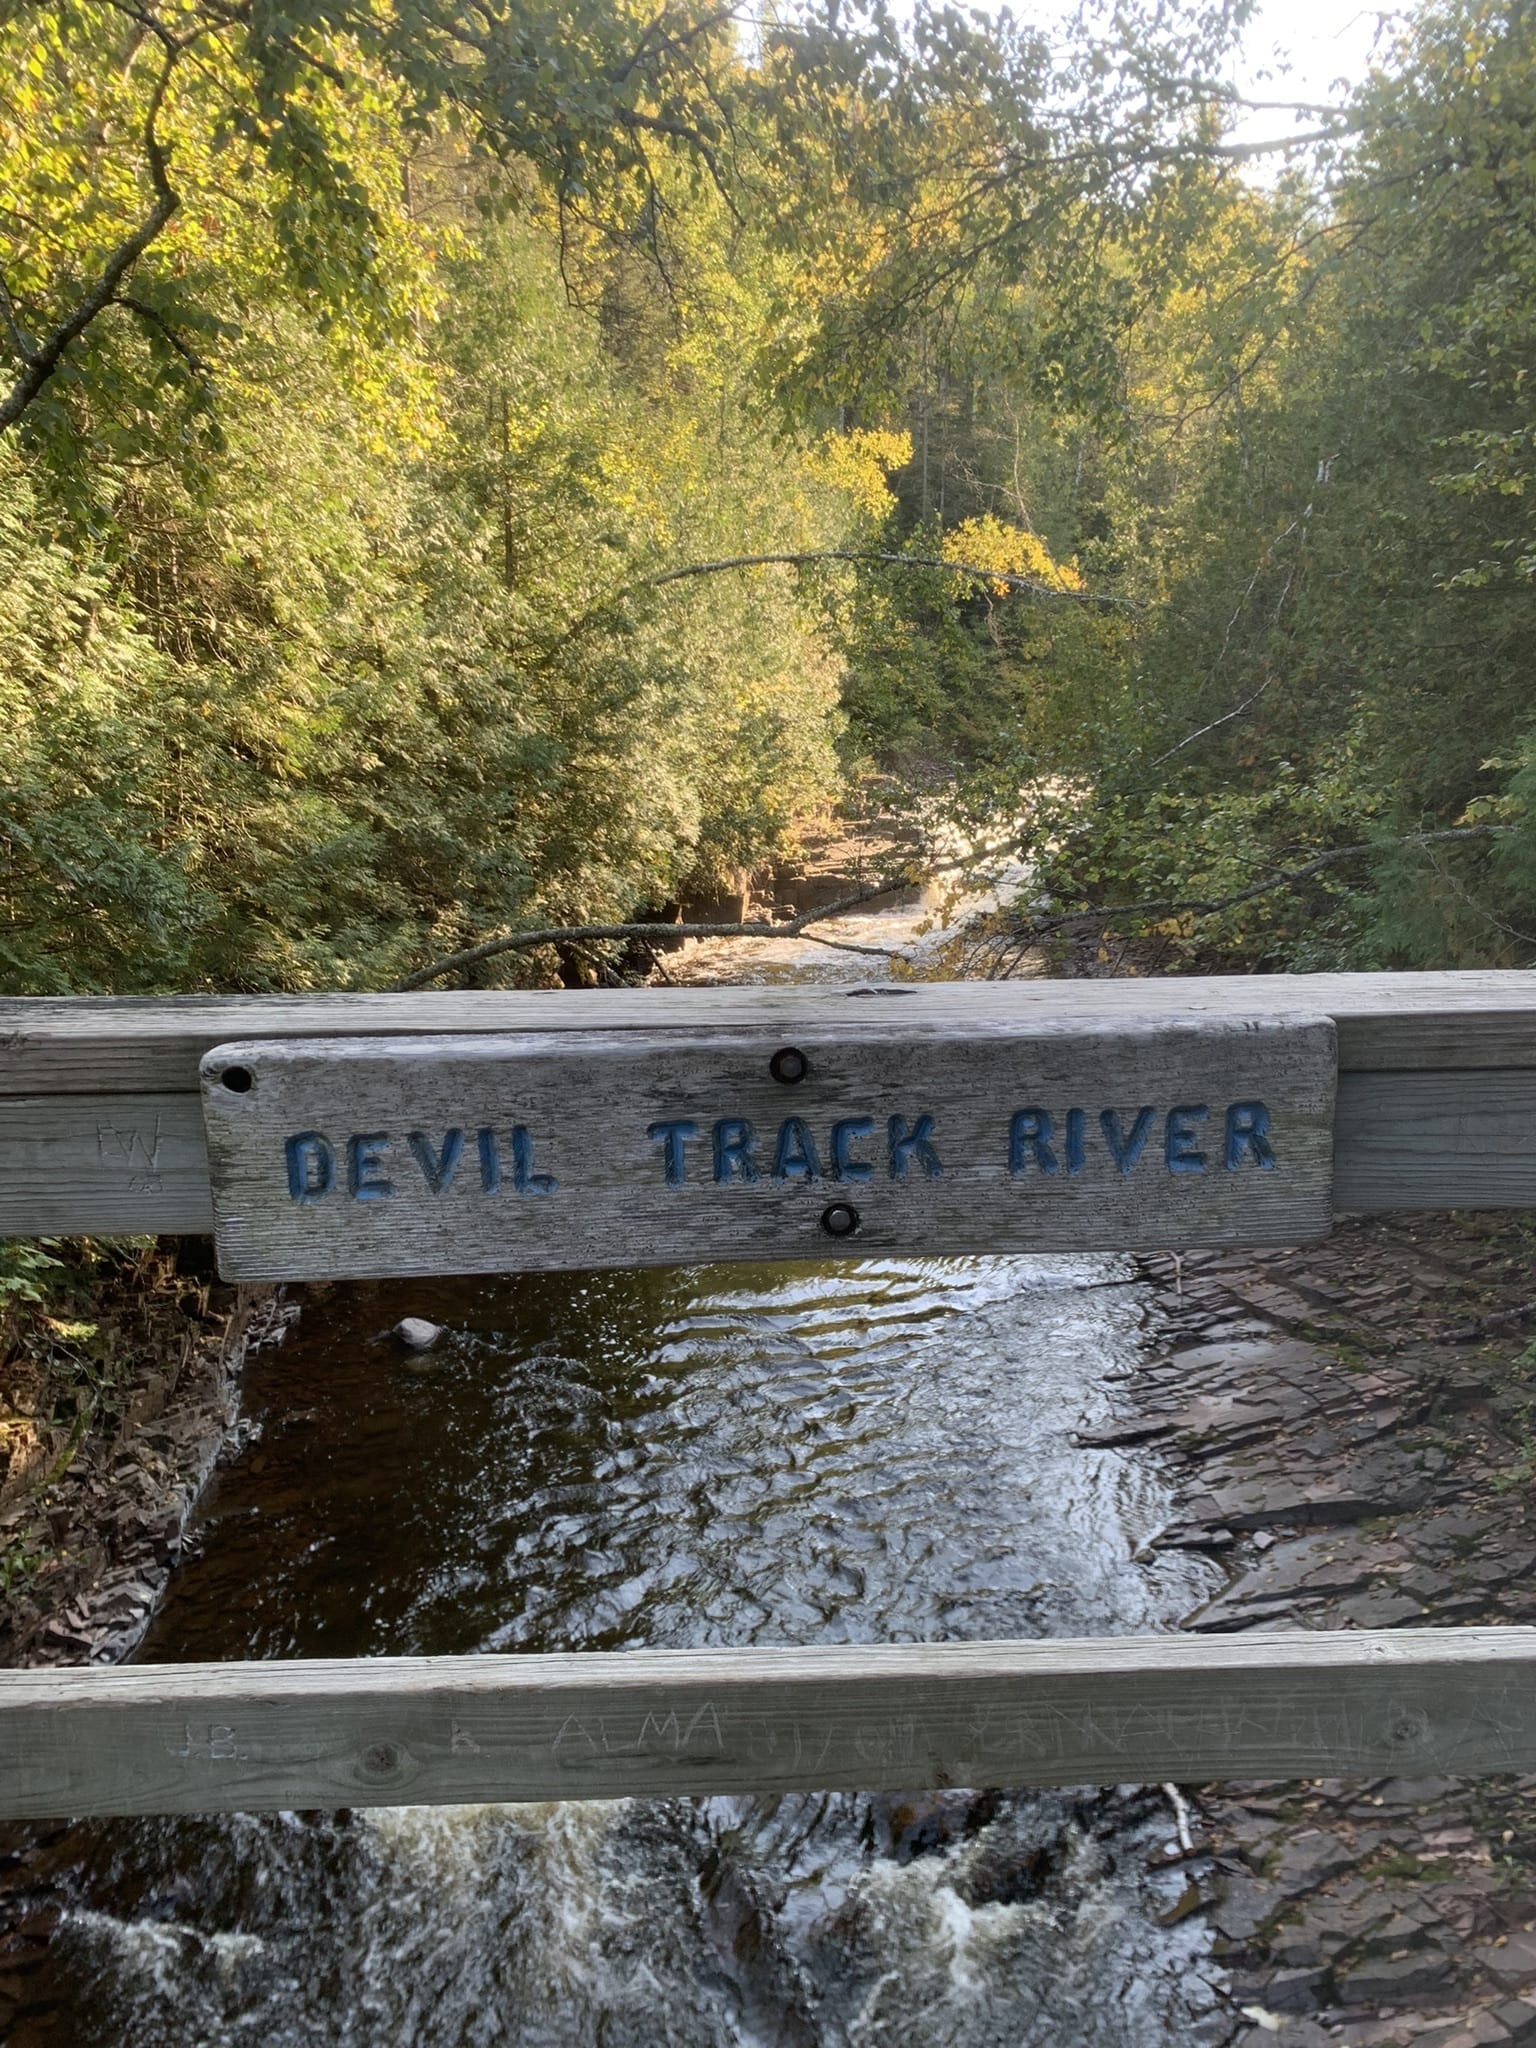 DEVIL TRACK RIVER
J.B. ALMA